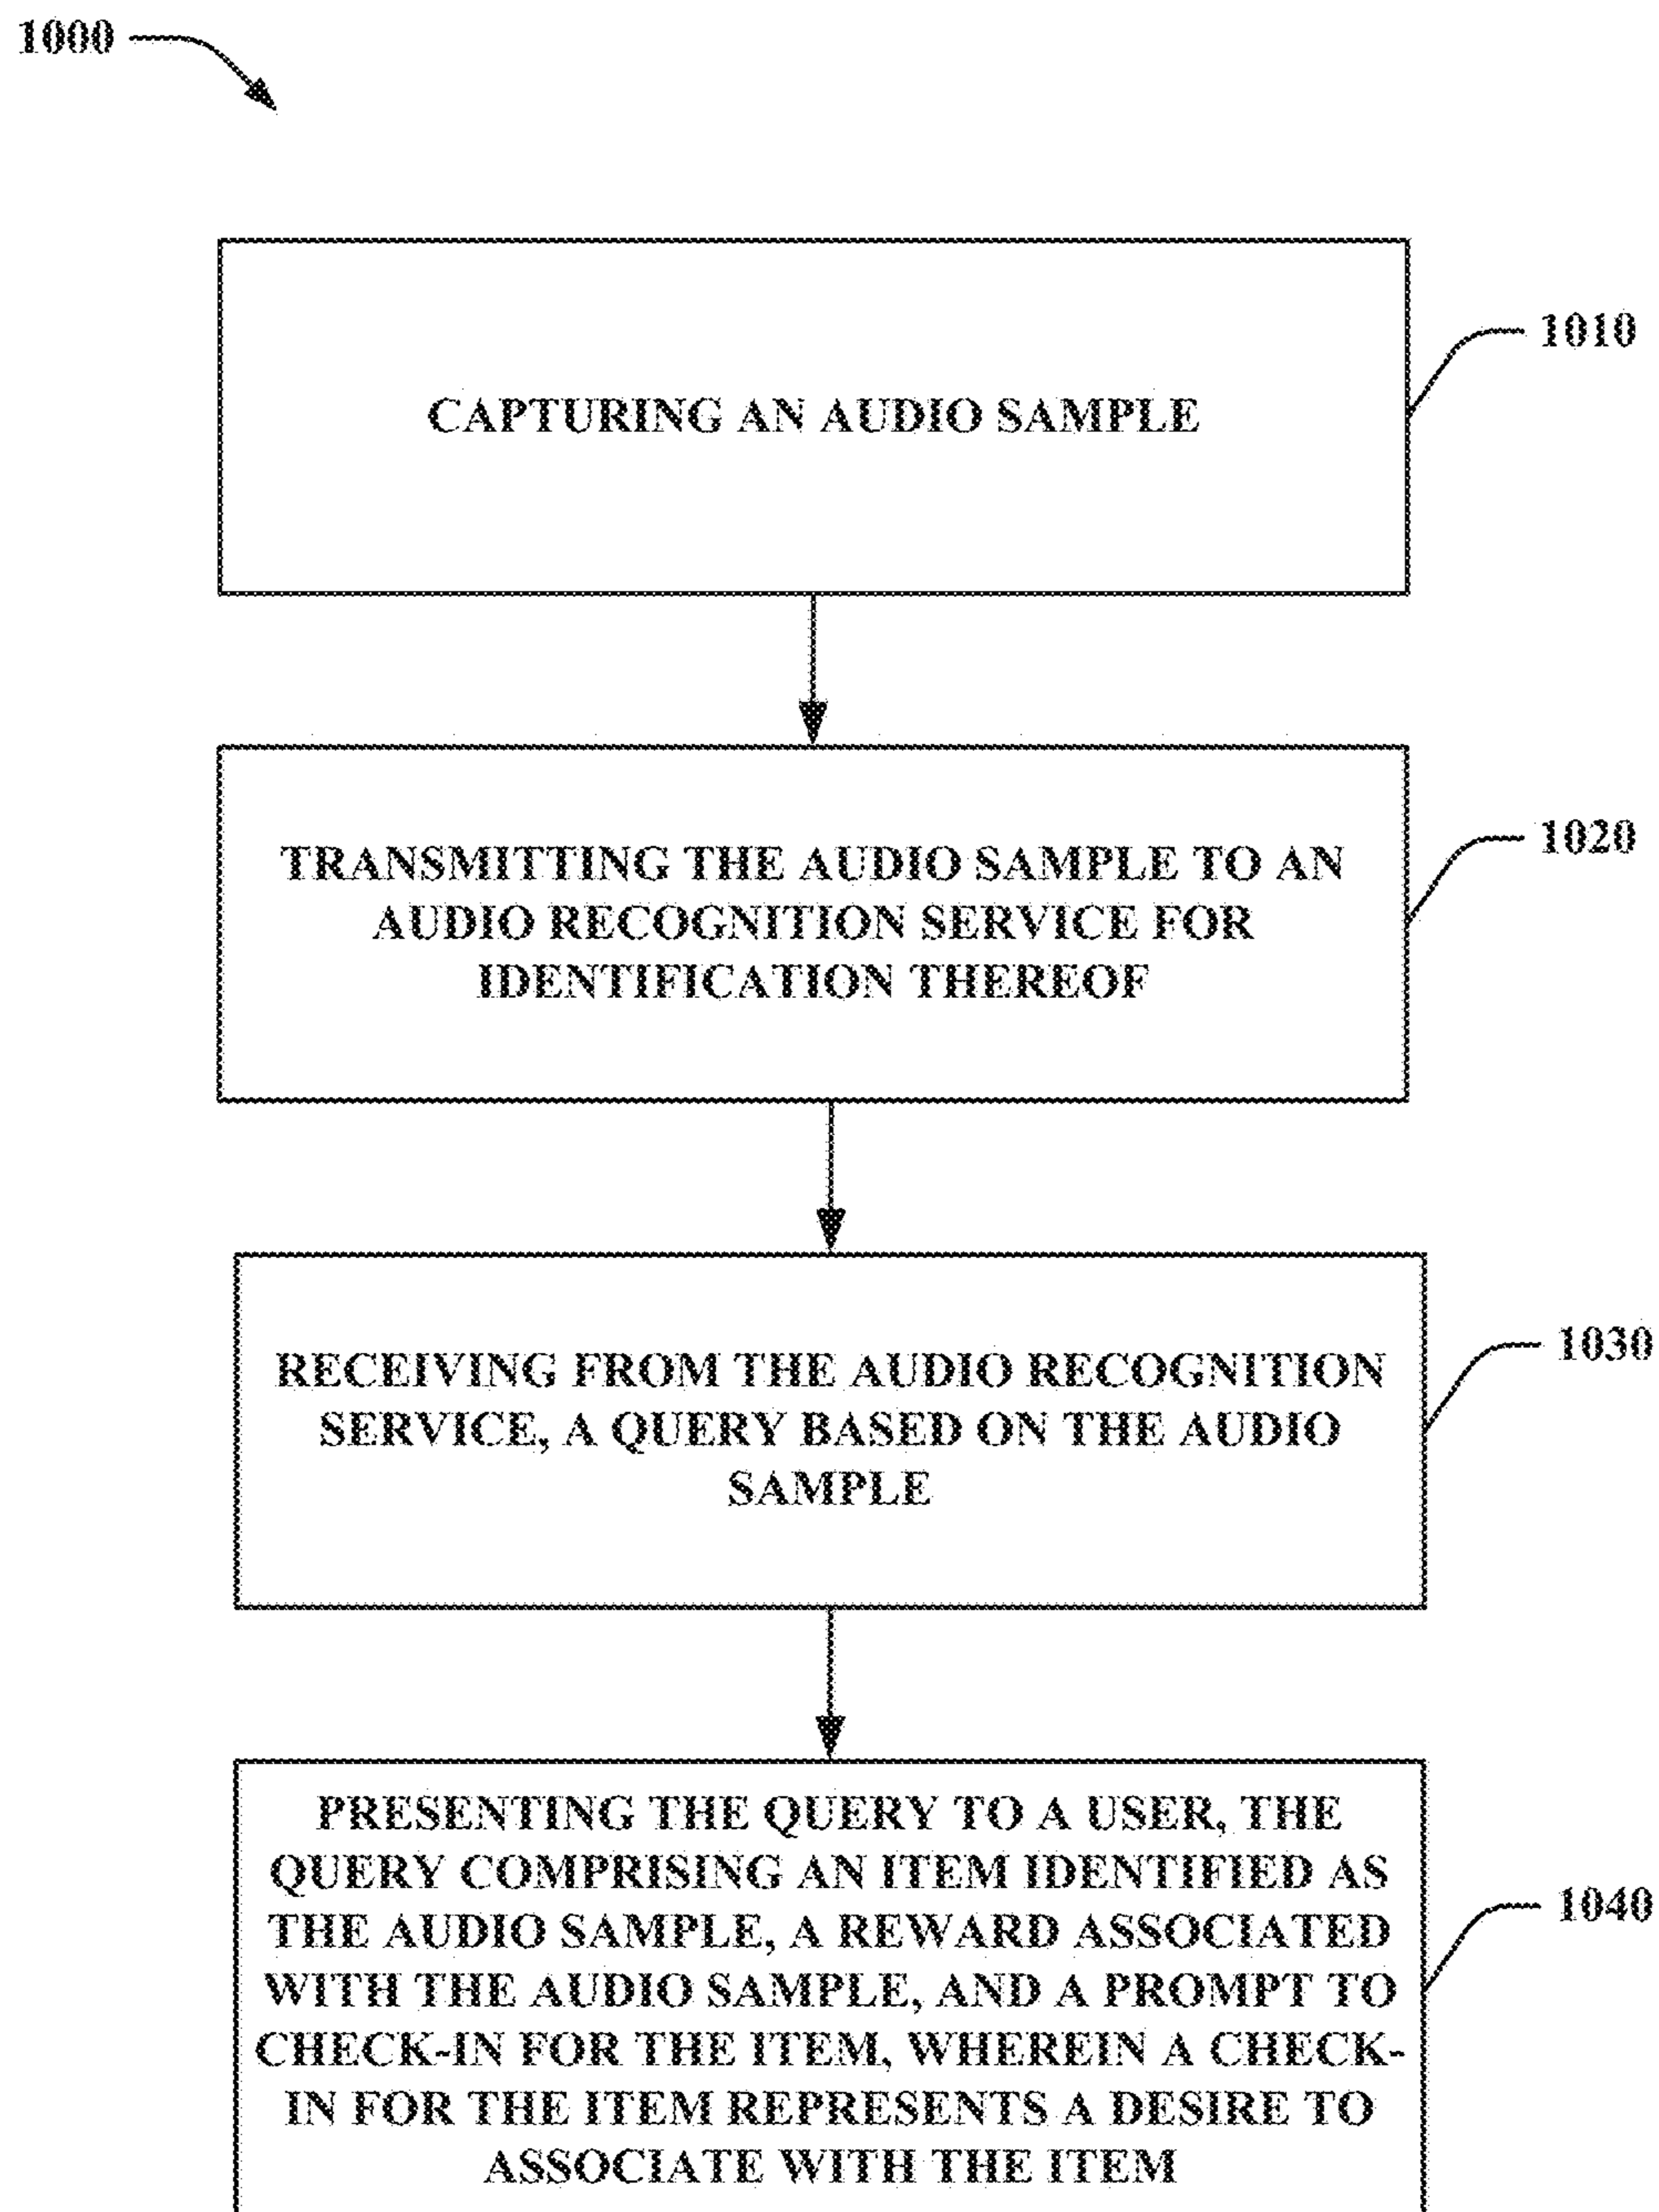 1000
CAPTURING AN AUDIO SAMPLE
1010
TRANSMITTING THE AUDIO SAMPLE TO AN
AUDIO RECOGNITION SERVICE FOR
IDENTIFICATION THEREOF
1020
RECEIVING FROM THE AUDIO RECOGNITION
SERVICE, A QUERY BASED ON THE AUDIO
SAMPLE
1030
PRESENTING THE QUERY TO A USER, THE
QUERY COMPRISING AN ITEM IDENTIFIED AS
THE AUDIO SAMPLE, A REWARD ASSOCIATED
WITH THE AUDIO SAMPLE, AND A PROMPT TO
CHECK-IN FOR THE ITEM, WHEREIN A CHECK-
IN FOR THE ITEM REPRESENTS A DESIRE TO
ASSOCIATE WITH THE ITEM
1040